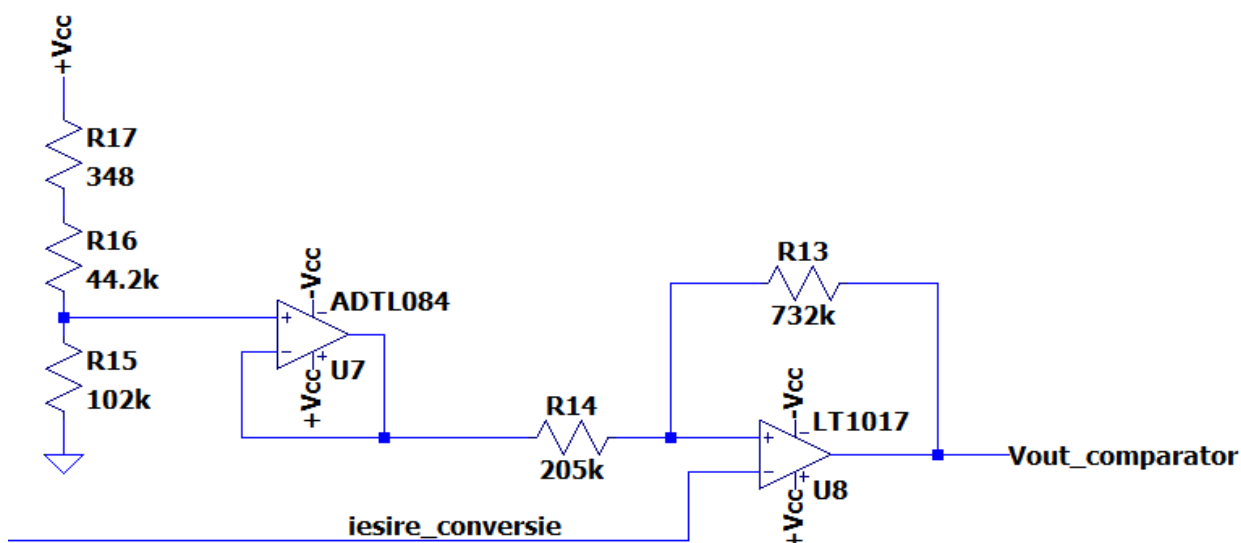 +Vcc
R17
348
R16
44.2k
R15
102k
-Vcc
ADTL084
+
−
−
+
U7
+Vcc
R14
205k
R13
732k
-Vcc
LT1017
+
−
−
+
U8
+Vcc
Vout_comparator
iesire_conversie